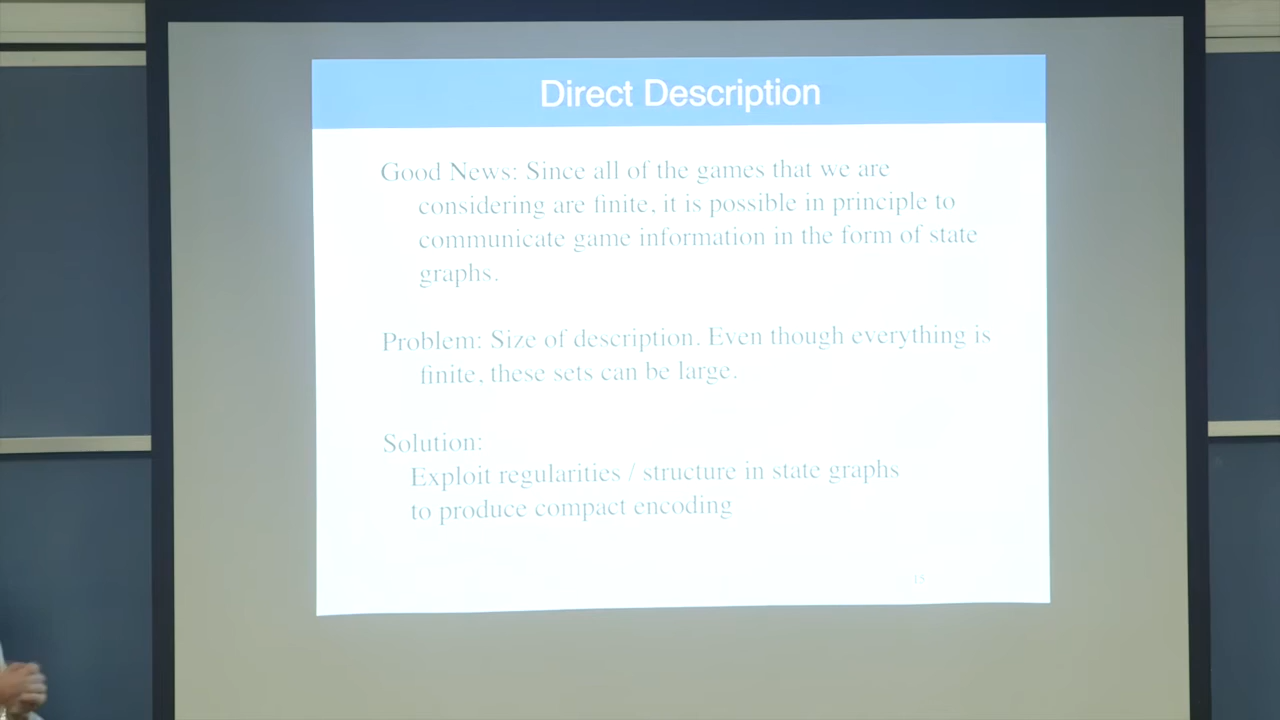 Direct Description
Good News: Since all of the games that we are
considering are finite, it is possible in principle to
communicate game information in the form of state
graphs.
Problem: Size of description. Even though everything is
finite, these sets can be large.
Solution:
Exploit regularities / structure in state graphs
to produce compact encoding
15